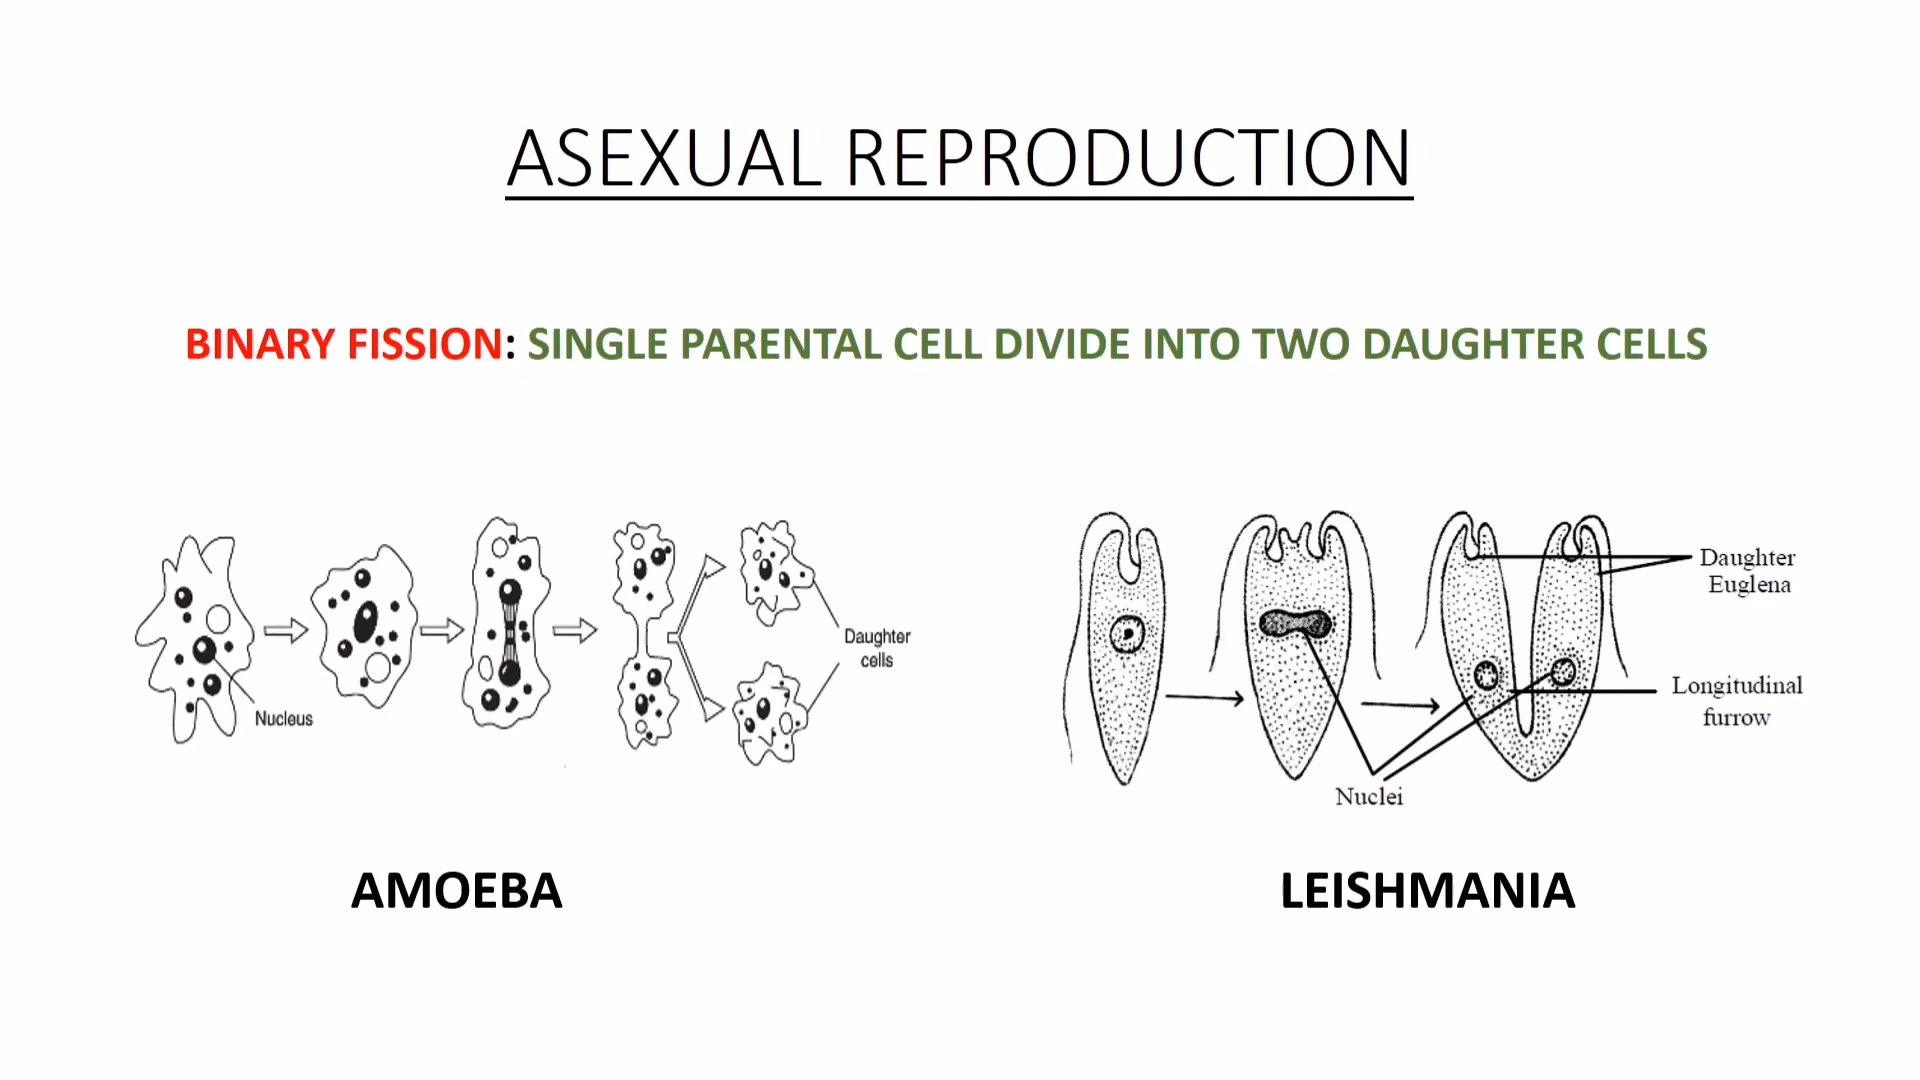 ASEXUAL REPRODUCTION
BINARY FISSION: SINGLE PARENTAL CELL DIVIDE INTO TWO DAUGHTER CELLS
Nucleus
Daughter
cells
Daughter
Euglena
Longitudinal
furrow
Nuclei
AMOEBA
LEISHMANIA